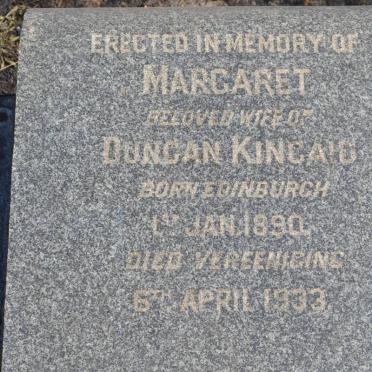 ERECTED IN MEMORY OF
MARGARET
BELOVED WIFE OF
DUNCAN KINCAID
BORN EDINBURGH
1ST JAN. 1890.
DIED VEREENIGING
6TH APRIL 1933.